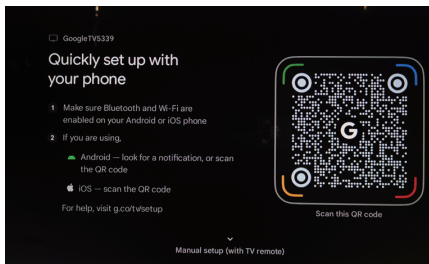 GoogleTV5339
Quickly set up with
your phone
1 Make sure Bluetooth and Wi-Fi are
enabled on your Android or iOS phone
2 If you are using,
Android — look for a notification, or scan
the QR code
iOS — scan the QR code
For help, visit g.co/tv/setup
G
Scan this QR code
Manual setup (with TV remote)